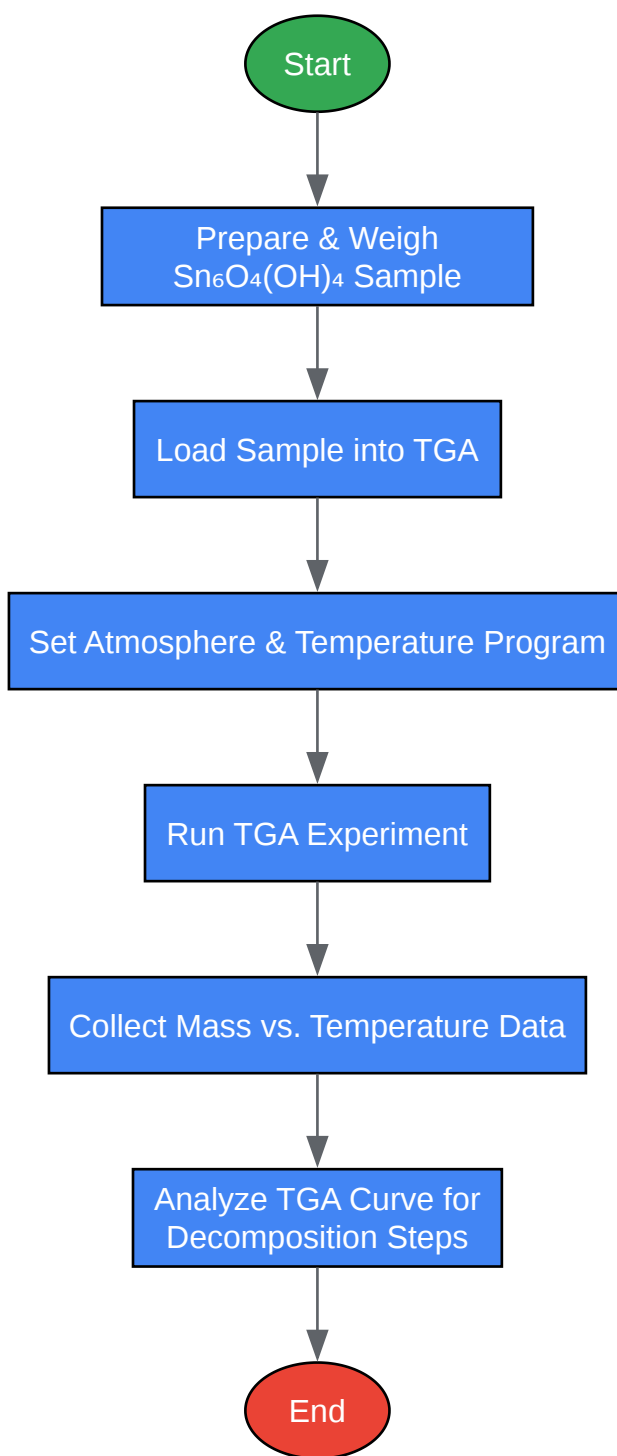 Start
Prepare & Weigh
Sn₆O₄(OH)₄ Sample
Load Sample into TGA
Set Atmosphere & Temperature Program
Run TGA Experiment
Collect Mass vs. Temperature Data
Analyze TGA Curve for
Decomposition Steps
End